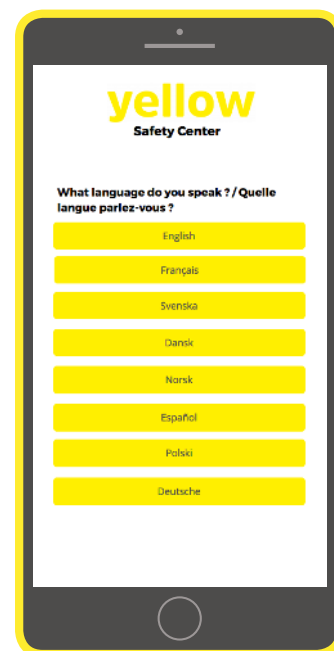 yellow
Safety Center
What language do you speak ? / Quelle
langue parlez-vous ?
English
Français
Svenska
Dansk
Norsk
Español
Polski
Deutsche